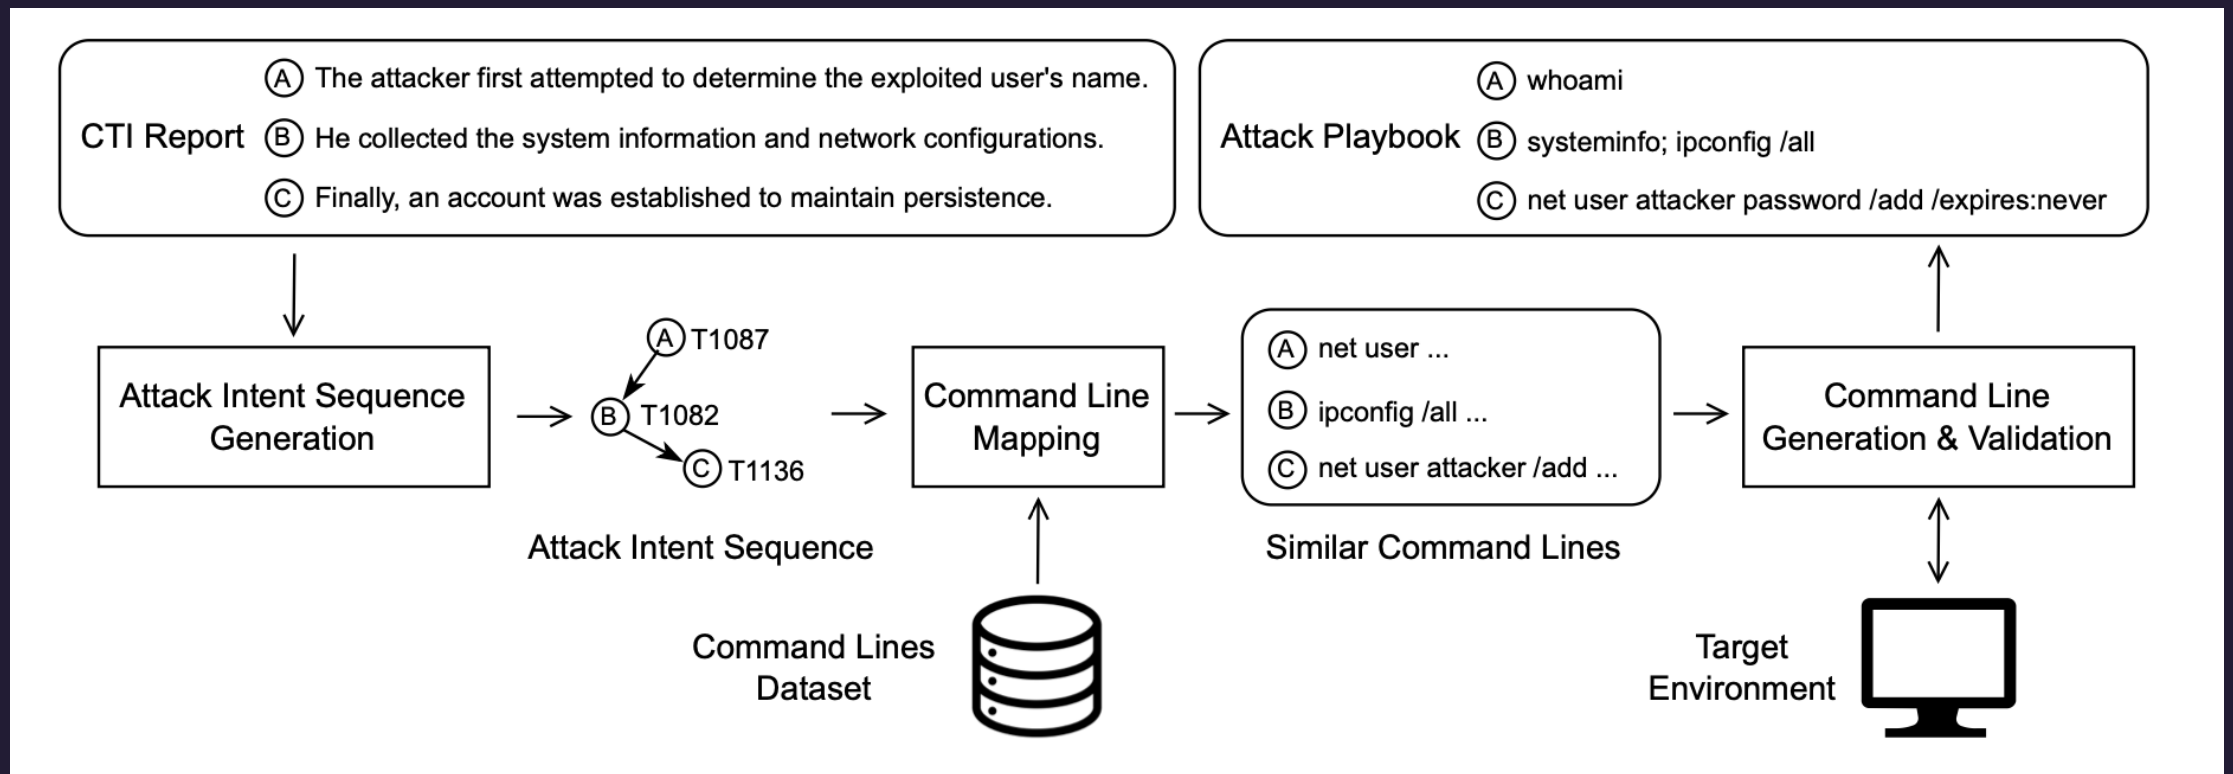 CTI Report
A The attacker first attempted to determine the exploited user's name.
B He collected the system information and network configurations.
C Finally, an account was established to maintain persistence.
Attack Playbook
A whoami
B systeminfo; ipconfig /all
C net user attacker password /add /expires:never
Attack Intent Sequence
Generation
A T1087
B T1082
C T1136
Attack Intent Sequence
Command Line
Mapping
Command Lines
Dataset
A net user ...
B ipconfig /all ...
C net user attacker /add ...
Similar Command Lines
Command Line
Generation & Validation
Target
Environment